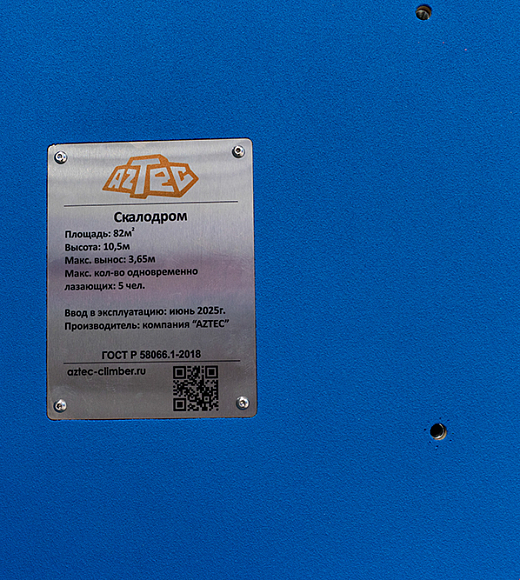 AZTEC
Скалодром
Площадь: 82м²
Высота: 10,5м
Макс. вынос: 3,65м
Макс. кол-во одновременно
лазающих: 5 чел.
Ввод в эксплуатацию: июнь 2025г.
Производитель: компания “AZTEC”
ГОСТ Р 58066.1-2018
aztec-climber.ru